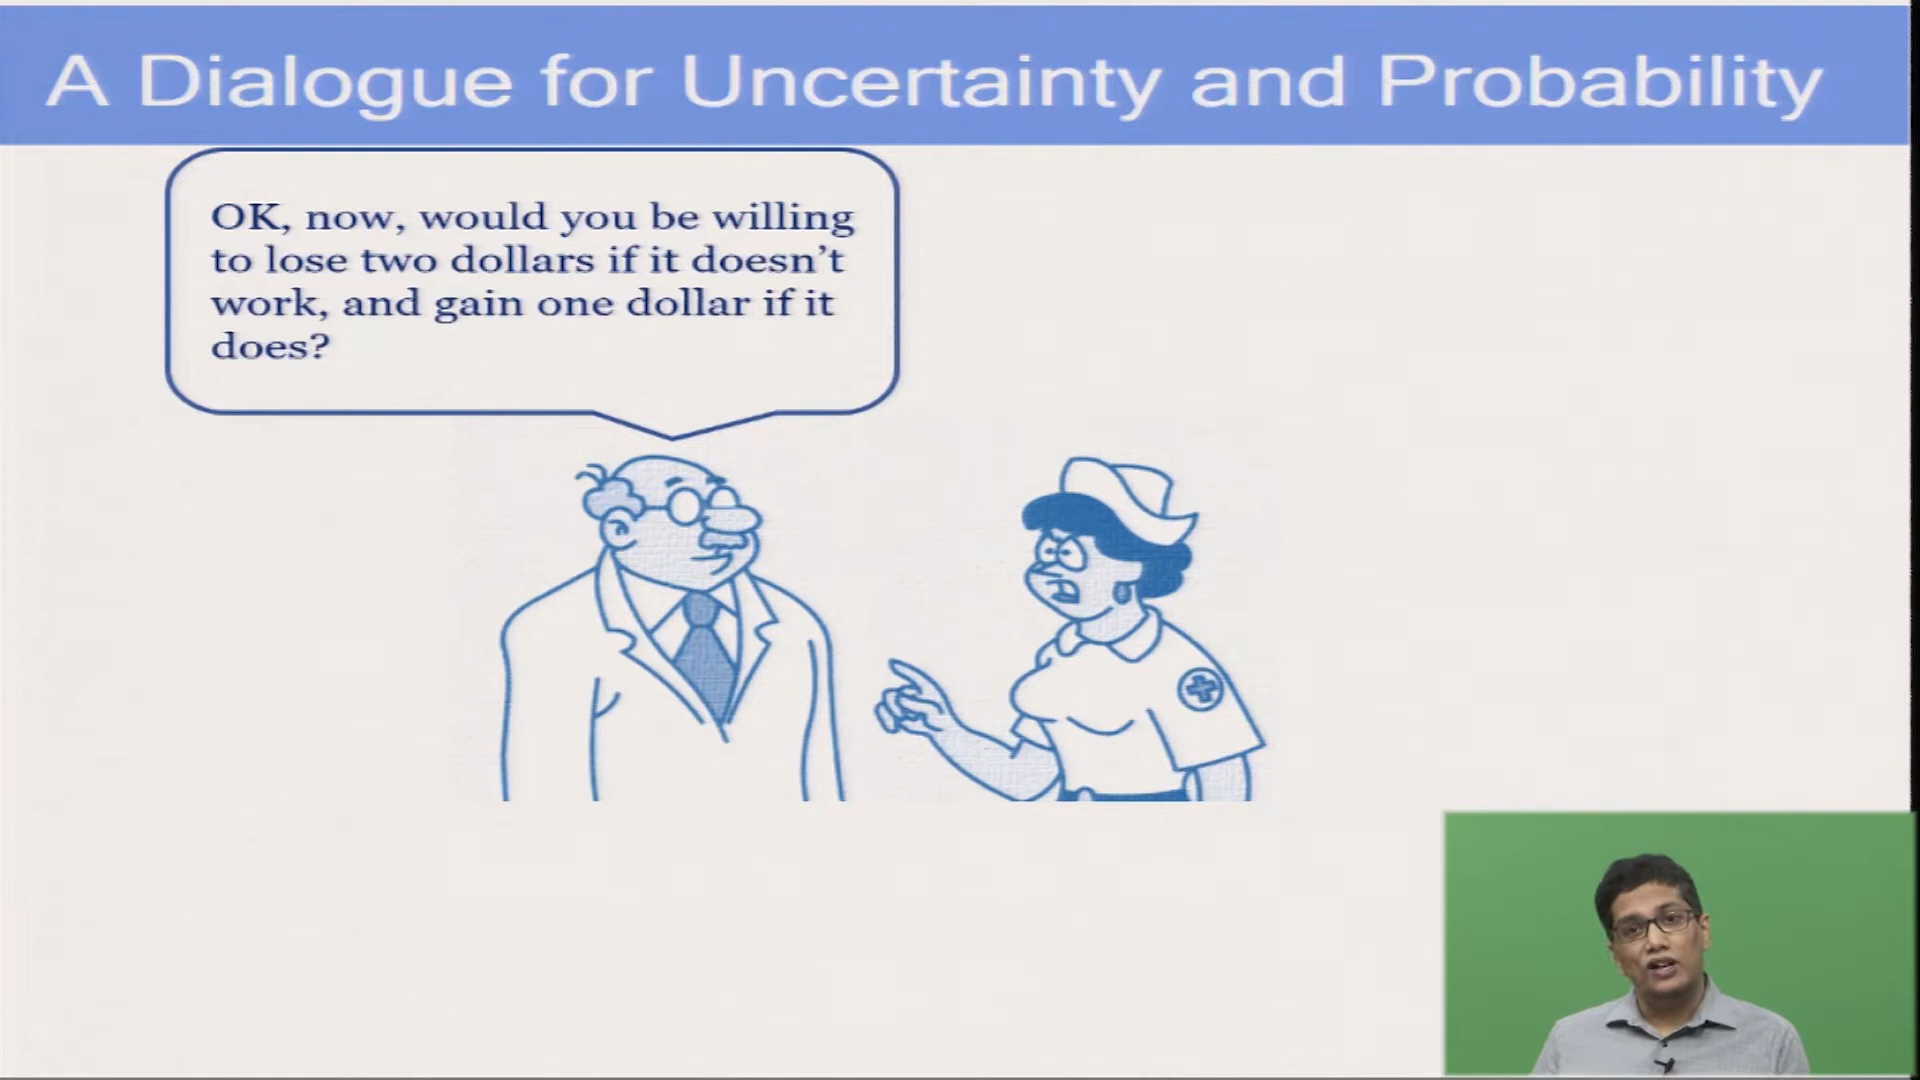 A Dialogue for Uncertainty and Probability
OK, now, would you be willing
to lose two dollars if it doesn't
work, and gain one dollar if it
does?